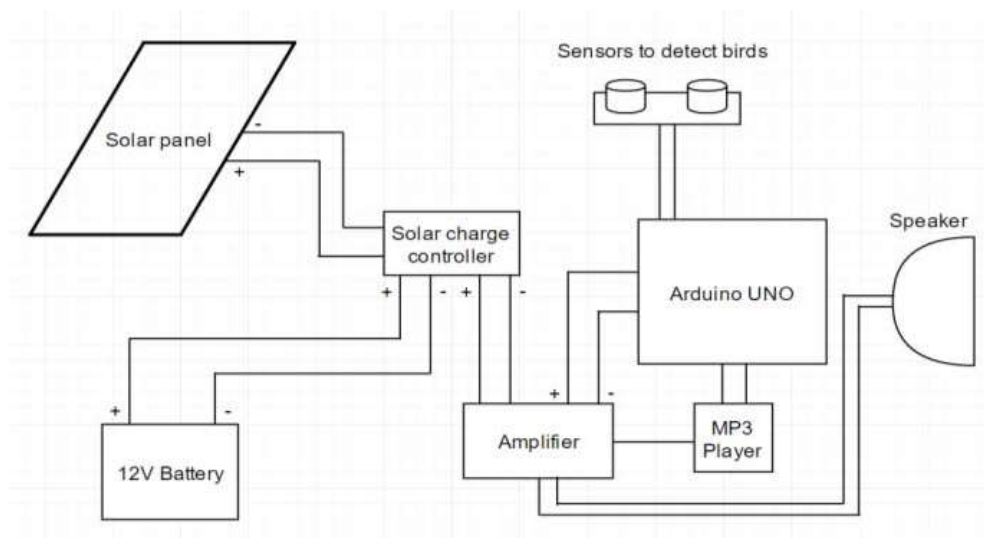 Sensors to detect birds
-
Solar panel
+
Speaker
Solar charge
controller
+ - + -
Arduino UNO
+ -
+ -
MP3
Player
Amplifier
12V Battery